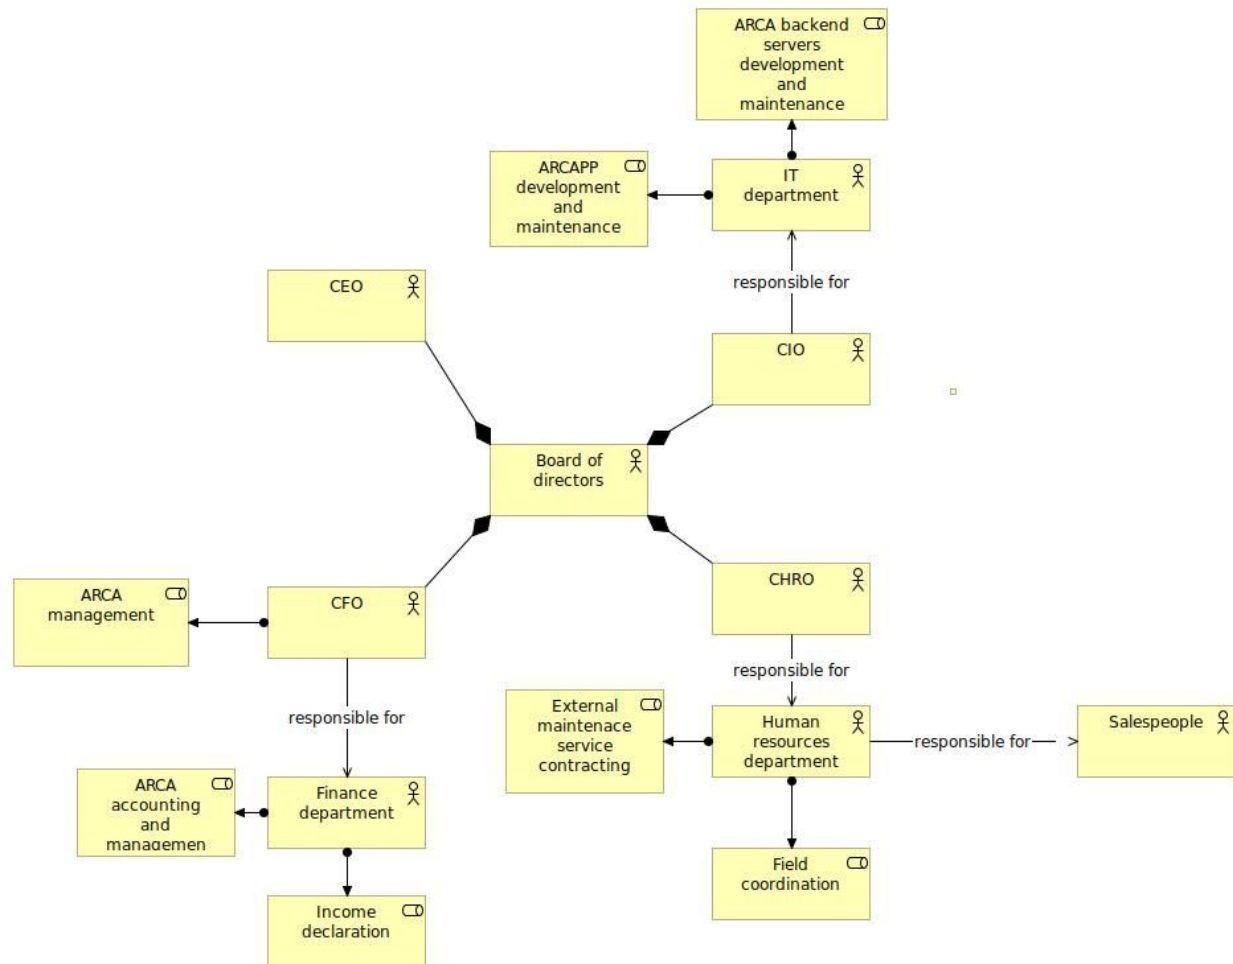 ARCA backend
servers
development
and
maintenance
ARCAPP
development
and
maintenance
IT
department
responsible for
CEO
CIO
Board of
directors
CHRO
ARCA
management
CFO
responsible for
responsible for
External
maintenace
service
contracting
Human
resources
department
responsible for
Salespeople
ARCA
accounting
and
managemen
Finance
department
Field
coordination
Income
declaration